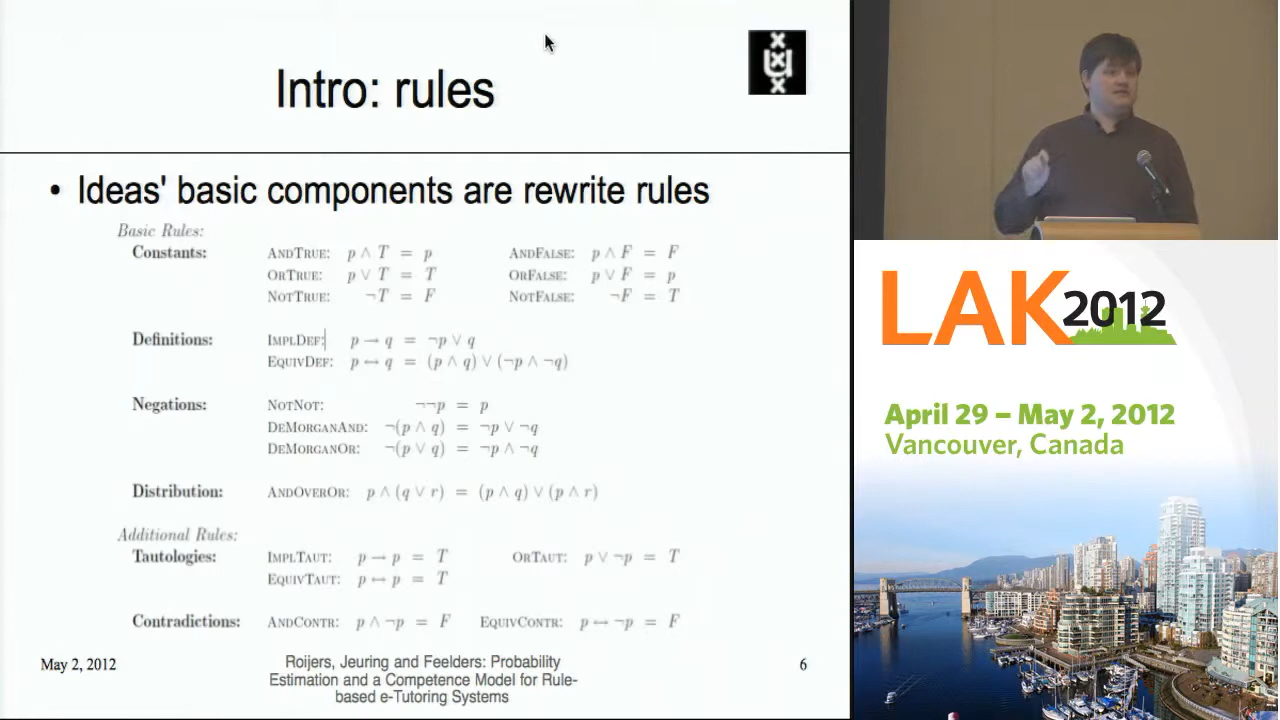 Intro: rules
• Ideas' basic components are rewrite rules
Basic Rules:
Constants: ANDTRUE: p ∧ T = p ANDFALSE: p ∧ F = F
ORTRUE: p ∨ T = T ORFALSE: p ∨ F = p
NOTTRUE: ¬T = F NOTFALSE: ¬F = T
Definitions: IMPLDEF: p → q = ¬p ∨ q
EQUIVDEF: p ↔ q = (p ∧ q) ∨ (¬p ∧ ¬q)
Negations: NOTNOT: ¬¬p = p
DEMORGANAND: ¬(p ∧ q) = ¬p ∨ ¬q
DEMORGANOR: ¬(p ∨ q) = ¬p ∧ ¬q
Distribution: ANDOVEROR: p ∧ (q ∨ r) = (p ∧ q) ∨ (p ∧ r)
Additional Rules:
Tautologies: IMPLTAUT: p → p = T ORTAUT: p ∨ ¬p = T
EQUIVTAUT: p ↔ p = T
Contradictions: ANDCONTR: p ∧ ¬p = F EQUIVCONTR: p ↔ ¬p = F
May 2, 2012
Roijers, Jeuring and Feelders: Probability
Estimation and a Competence Model for Rule-
based e-Tutoring Systems
6
LAK 2012
April 29 – May 2, 2012
Vancouver, Canada